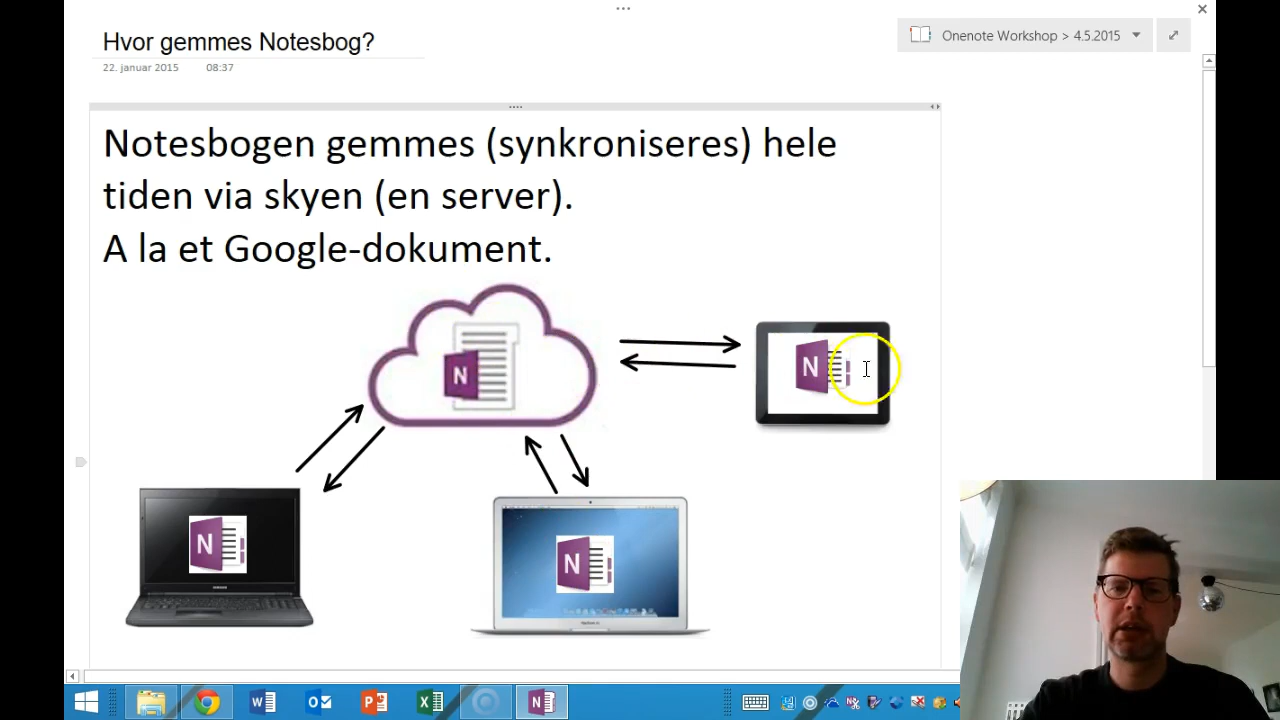 Hvor gemmes Notesbog?
22. januar 2015 08:37
Onenote Workshop > 4.5.2015
Notesbogen gemmes (synkroniseres) hele
tiden via skyen (en server).
A la et Google-dokument.
N
N
N
N